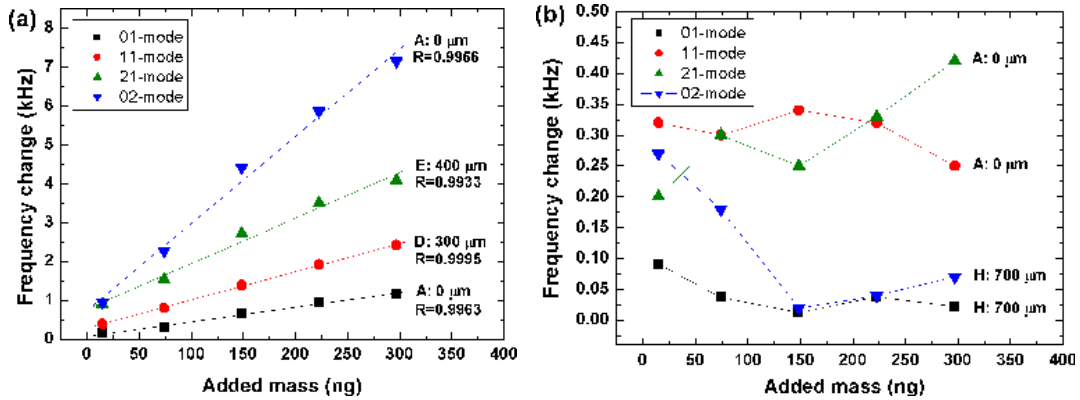 (a)
01-mode
11-mode
21-mode
02-mode
A: 0 μm
R=0.9966
E: 400 μm
R=0.9933
D: 300 μm
R=0.9995
A: 0 μm
R=0.9963
Frequency change (kHz)
8
7
6
5
4
3
2
1
0
0 50 100 150 200 250 300 350 400
Added mass (ng)
(b)
01-mode
11-mode
21-mode
02-mode
A: 0 μm
A: 0 μm
H: 700 μm
H: 700 μm
Frequency change (kHz)
0.50
0.45
0.40
0.35
0.30
0.25
0.20
0.15
0.10
0.05
0.00
0 50 100 150 200 250 300 350 400
Added mass (ng)